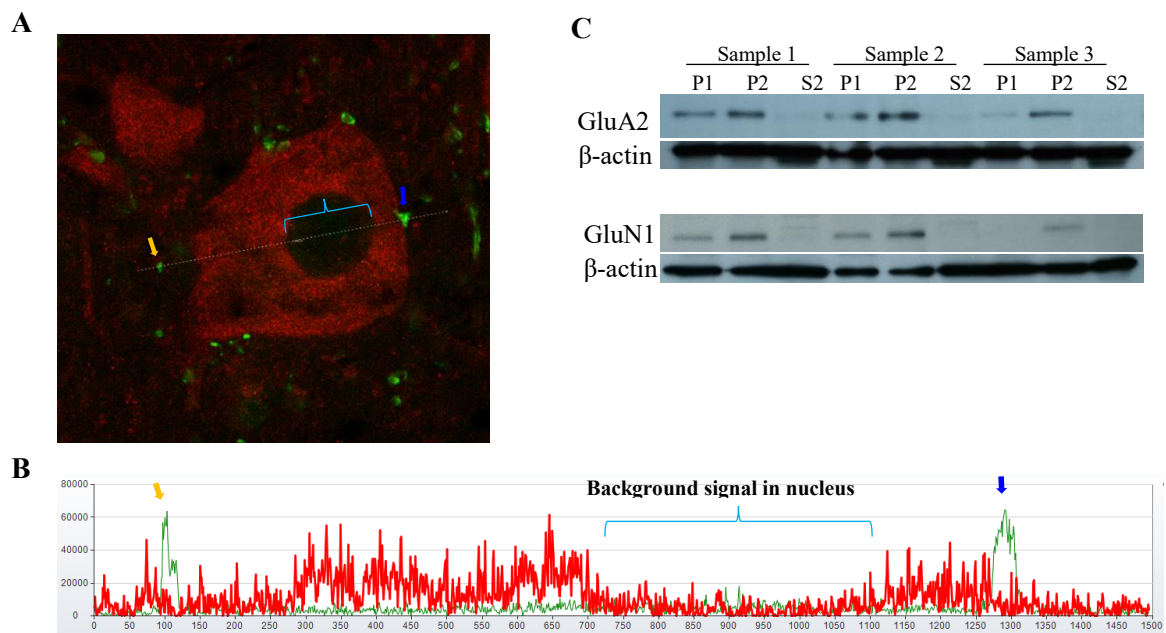 A
C
Sample 1 Sample 2 Sample 3
P1 P2 S2 P1 P2 S2 P1 P2 S2
GluA2
β-actin
GluN1
β-actin
B
Background signal in nucleus
80000
60000
40000
20000
0
0 50 100 150 200 250 300 350 400 450 500 550 600 650 700 750 800 850 900 950 1000 1050 1100 1150 1200 1250 1300 1350 1400 1450 1500